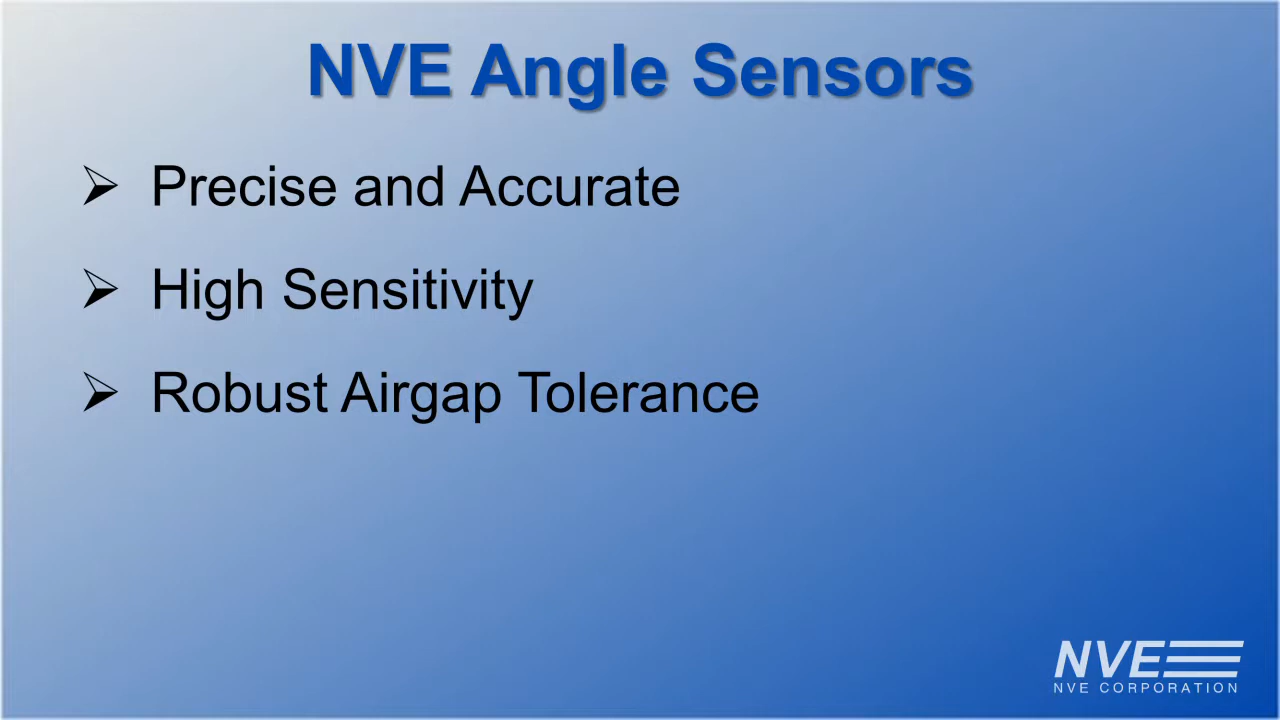 NVE Angle Sensors
Precise and Accurate
High Sensitivity
Robust Airgap Tolerance
NVE
NVE CORPORATION